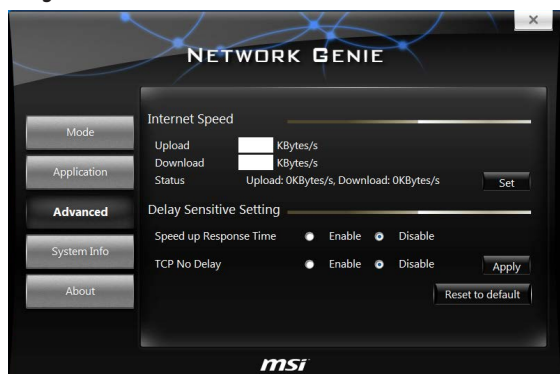 ×
NETWORK GENIE
Mode
Application
Advanced
System Info
About
Internet Speed
Upload KBytes/s
Download KBytes/s
Status Upload: 0KBytes/s, Download: 0KBytes/s Set
Delay Sensitive Setting
Speed up Response Time Enable Disable
TCP No Delay Enable Disable Apply
Reset to default
msi